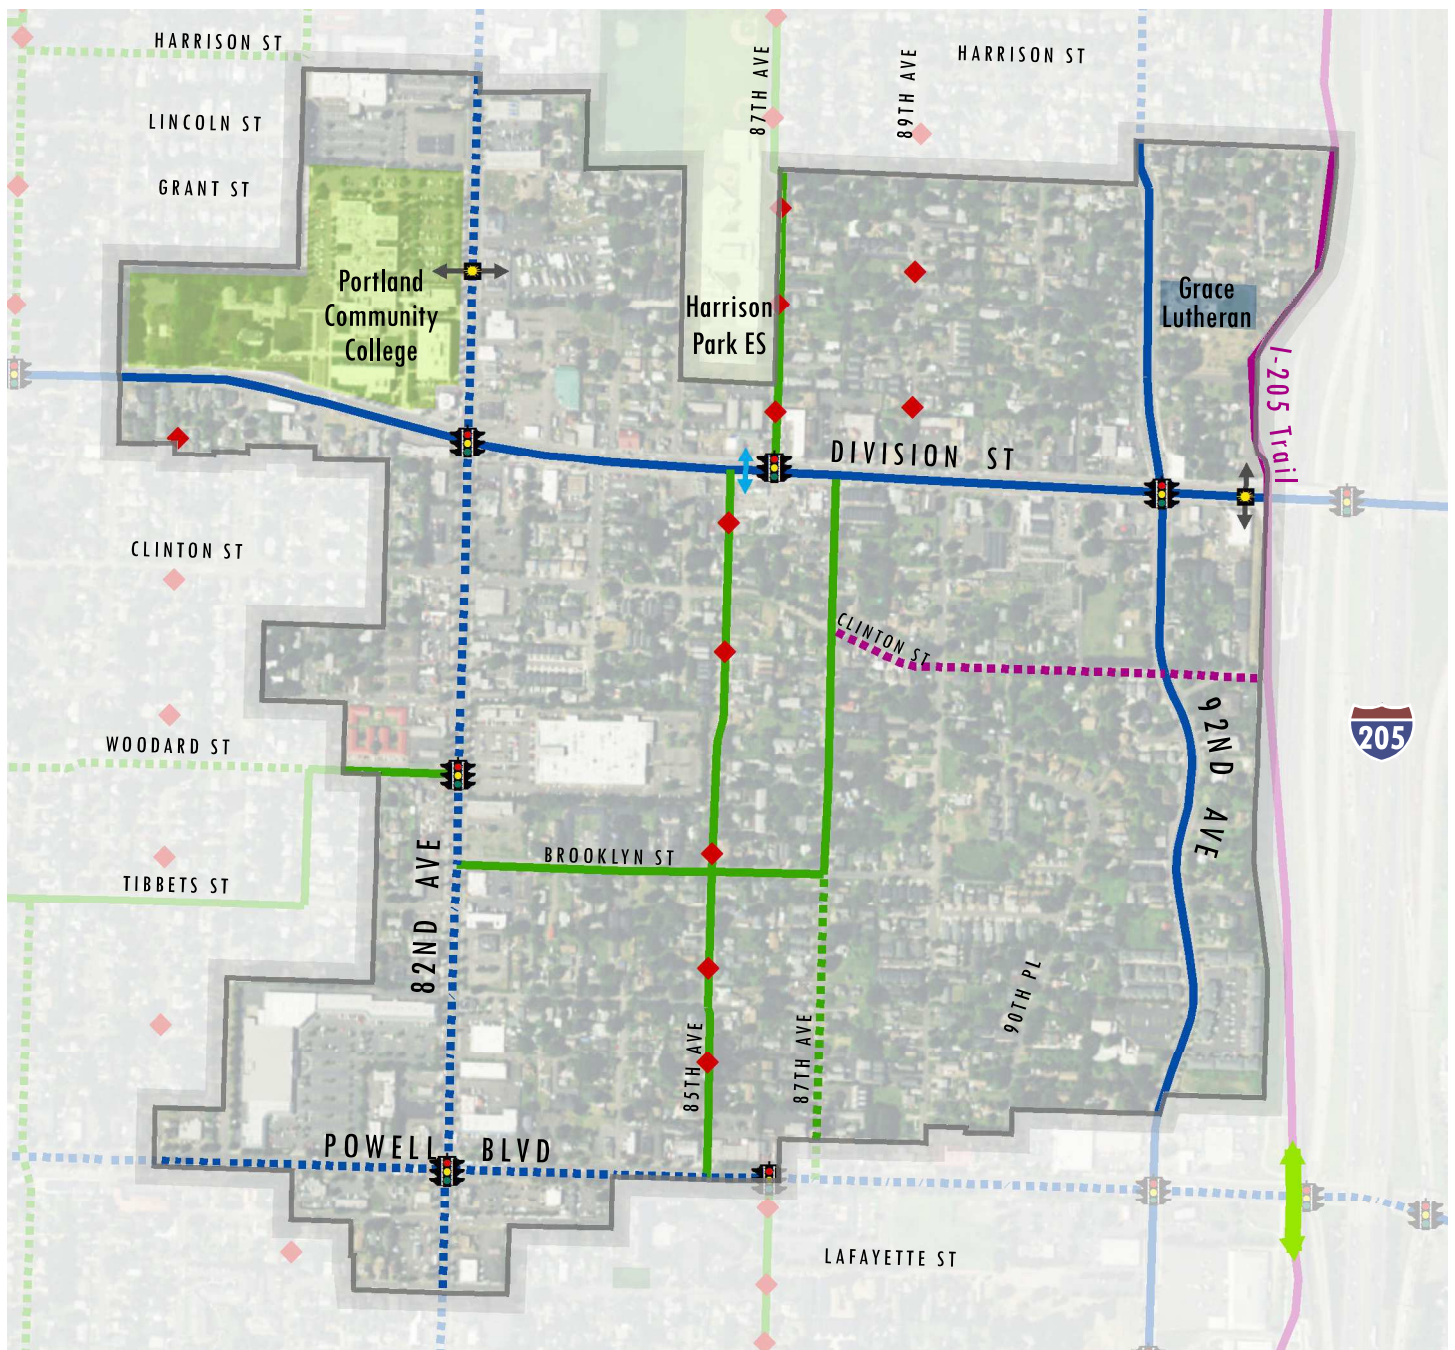 HARRISON ST
HARRISON ST
87TH AVE
89TH AVE
LINCOLN ST
GRANT ST
Portland
Community
College
Harrison
Park ES
Grace
Lutheran
I-205 Trail
DIVISION ST
CLINTON ST
CLINTON ST
92ND AVE
205
WOODARD ST
TIBBETS ST
BROOKLYN ST
82ND AVE
90TH PL
85TH AVE
87TH AVE
POWELL BLVD
LAFAYETTE ST